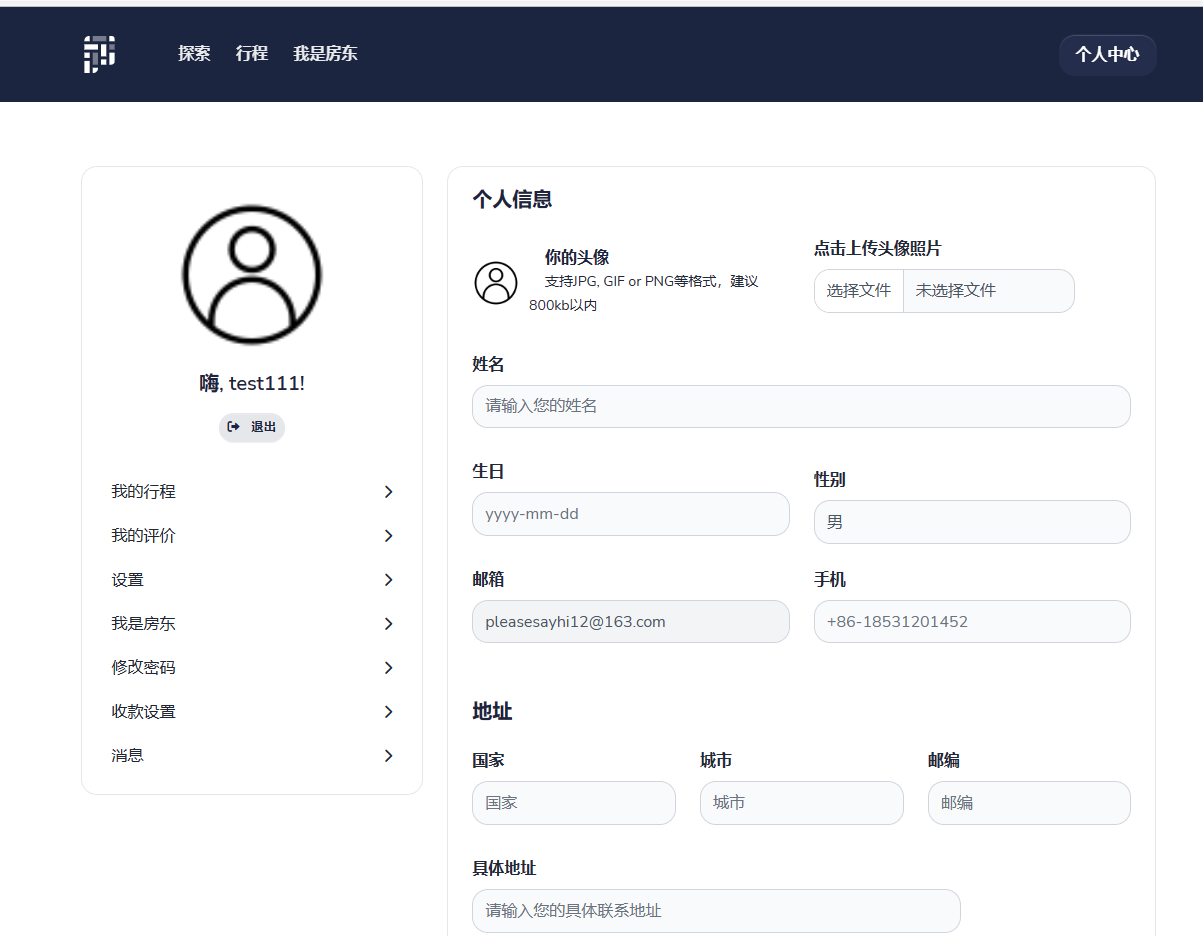 探索 行程 我是房东 个人中心
嗨, test111!
退出
我的行程
我的评价
设置
我是房东
修改密码
收款设置
消息
个人信息
你的头像
支持JPG, GIF or PNG等格式，建议
800kb以内
点击上传头像照片
选择文件 未选择文件
姓名
请输入您的姓名
生日
yyyy-mm-dd
性别
男
邮箱
pleasesayhi12@163.com
手机
+86-18531201452
地址
国家
国家
城市
城市
邮编
邮编
具体地址
请输入您的具体联系地址